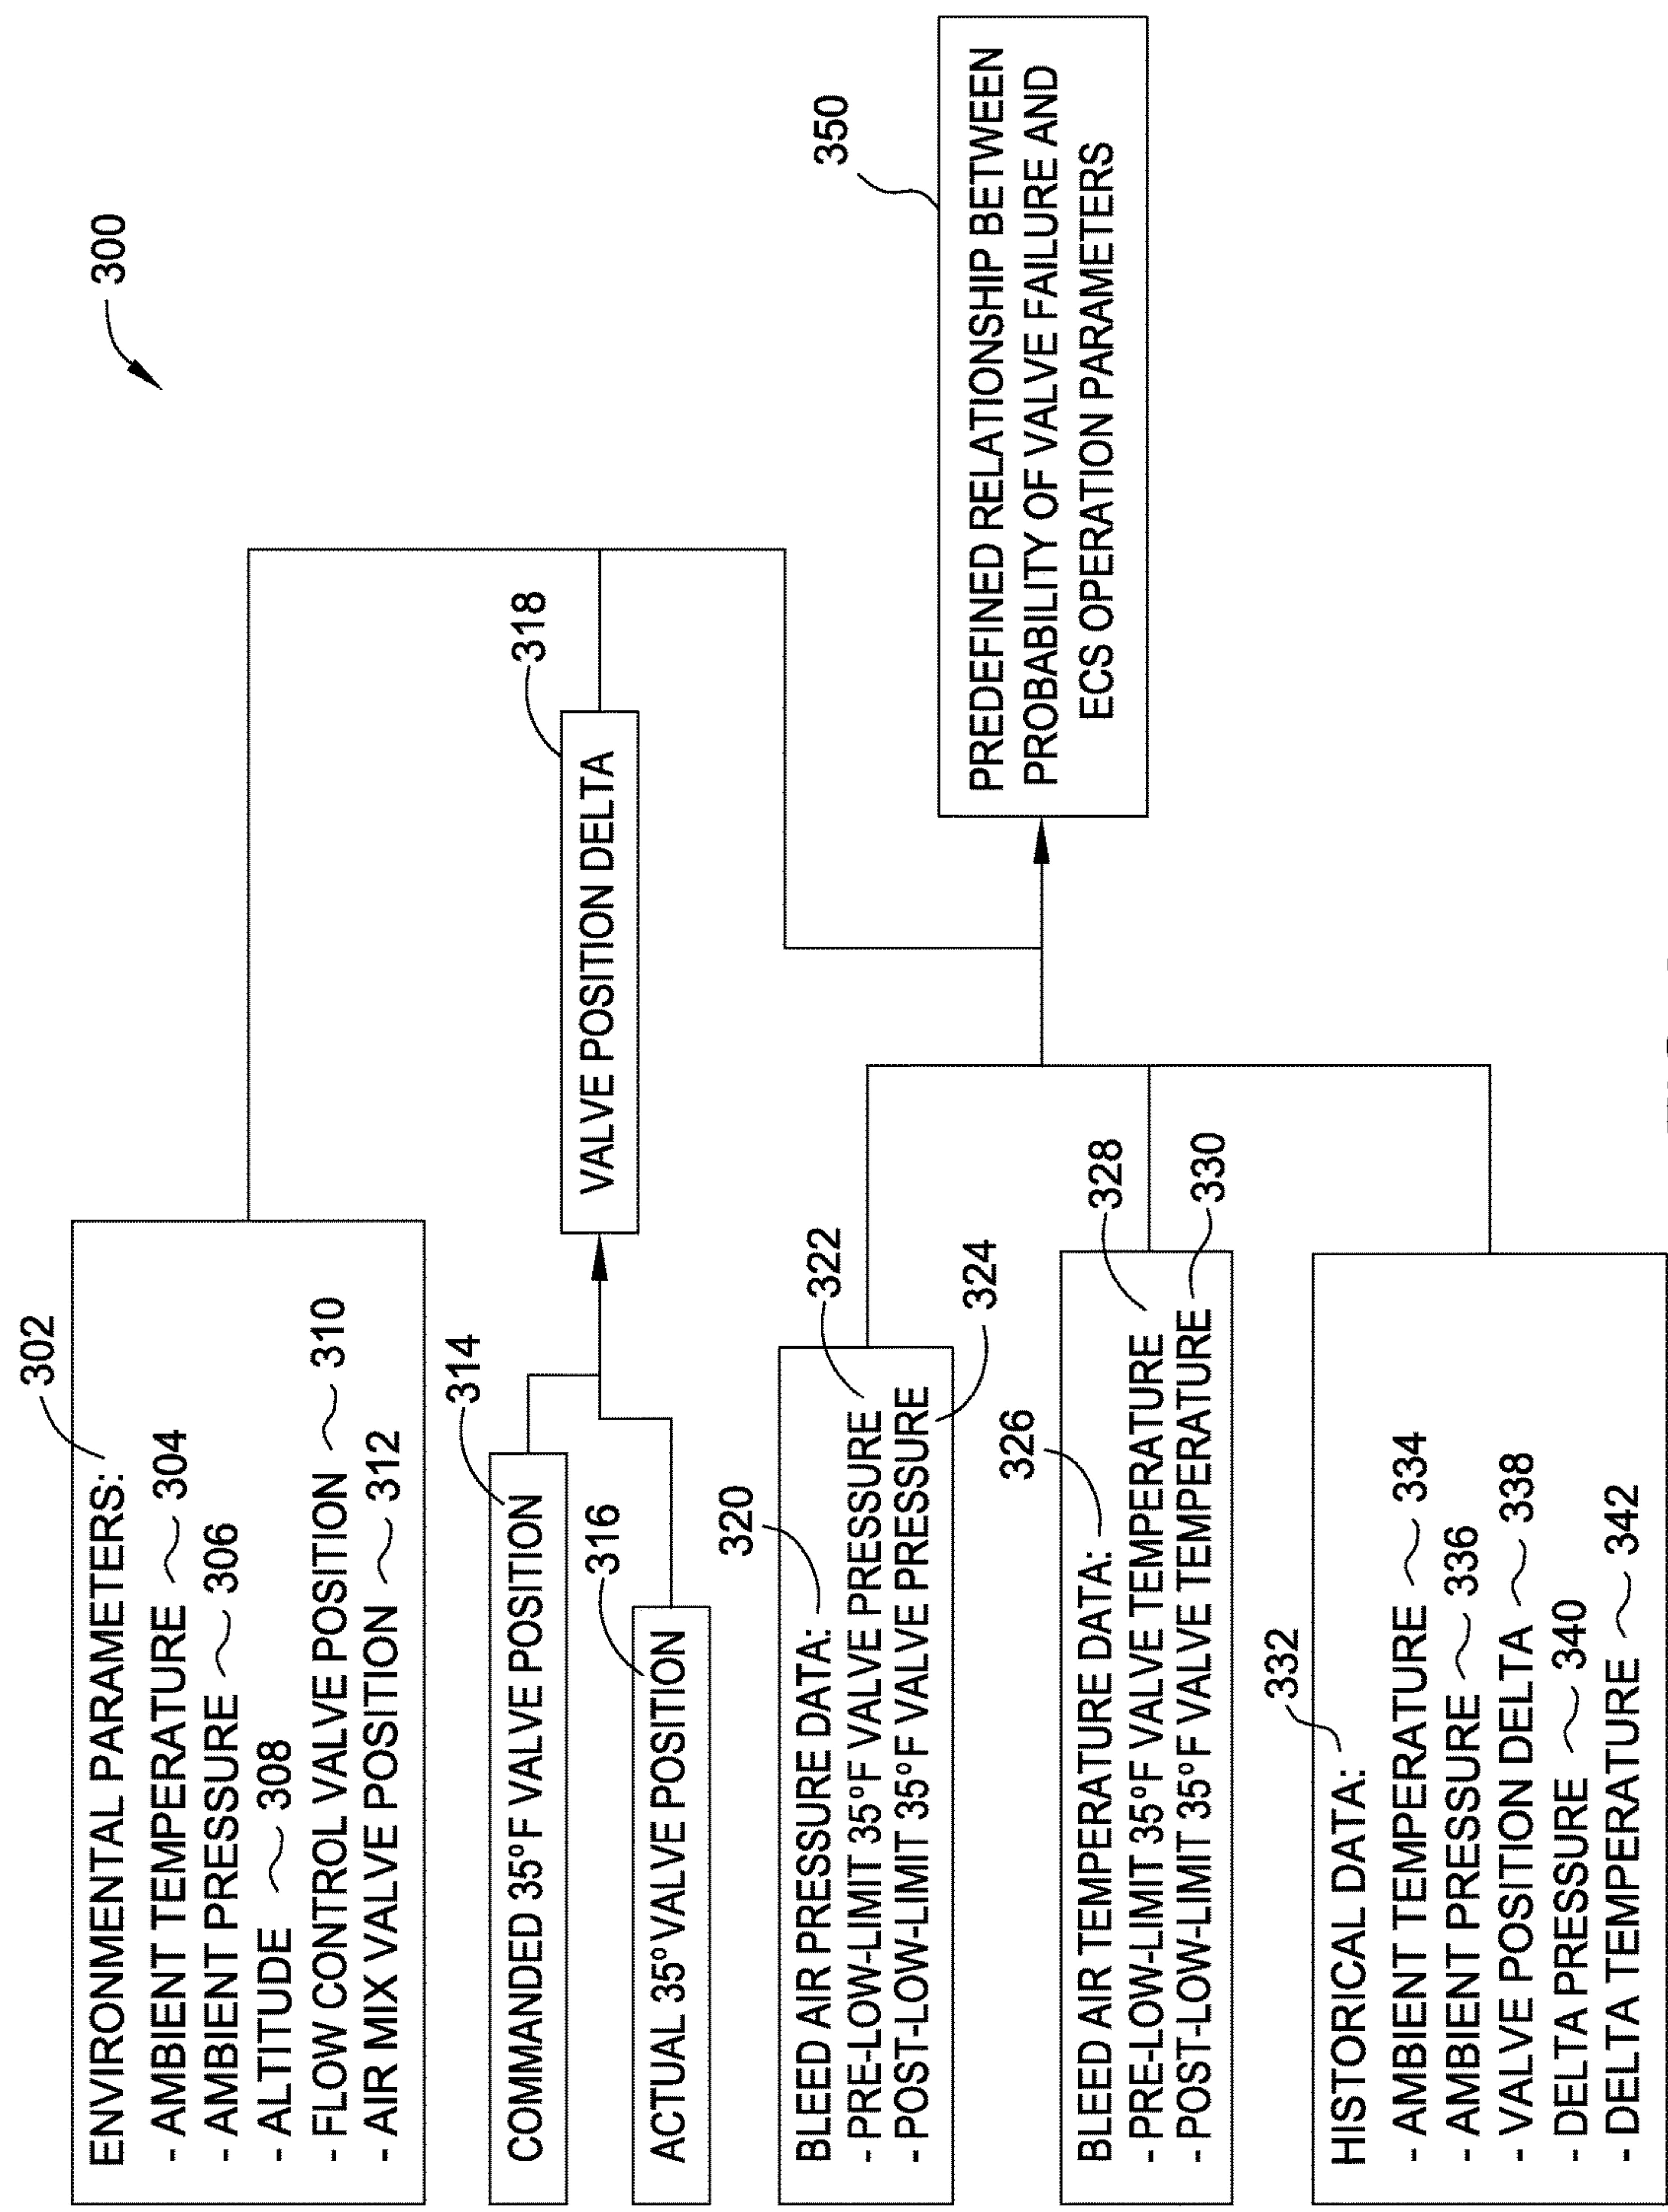 300
302
ENVIRONMENTAL PARAMETERS:
- AMBIENT TEMPERATURE ~ 304
- AMBIENT PRESSURE ~ 306
- ALTITUDE ~ 308
- FLOW CONTROL VALVE POSITION ~ 310
- AIR MIX VALVE POSITION ~ 312
314
COMMANDED 35°F VALVE POSITION
316
ACTUAL 35° VALVE POSITION
318
VALVE POSITION DELTA
320
BLEED AIR PRESSURE DATA:
- PRE-LOW-LIMIT 35°F VALVE PRESSURE 322
- POST-LOW-LIMIT 35°F VALVE PRESSURE 324
326
BLEED AIR TEMPERATURE DATA:
- PRE-LOW-LIMIT 35°F VALVE TEMPERATURE 328
- POST-LOW-LIMIT 35°F VALVE TEMPERATURE 330
332
HISTORICAL DATA:
- AMBIENT TEMPERATURE ~ 334
- AMBIENT PRESSURE ~ 336
- VALVE POSITION DELTA ~ 338
- DELTA PRESSURE ~ 340
- DELTA TEMPERATURE ~ 342
350
PREDEFINED RELATIONSHIP BETWEEN
PROBABILITY OF VALVE FAILURE AND
ECS OPERATION PARAMETERS